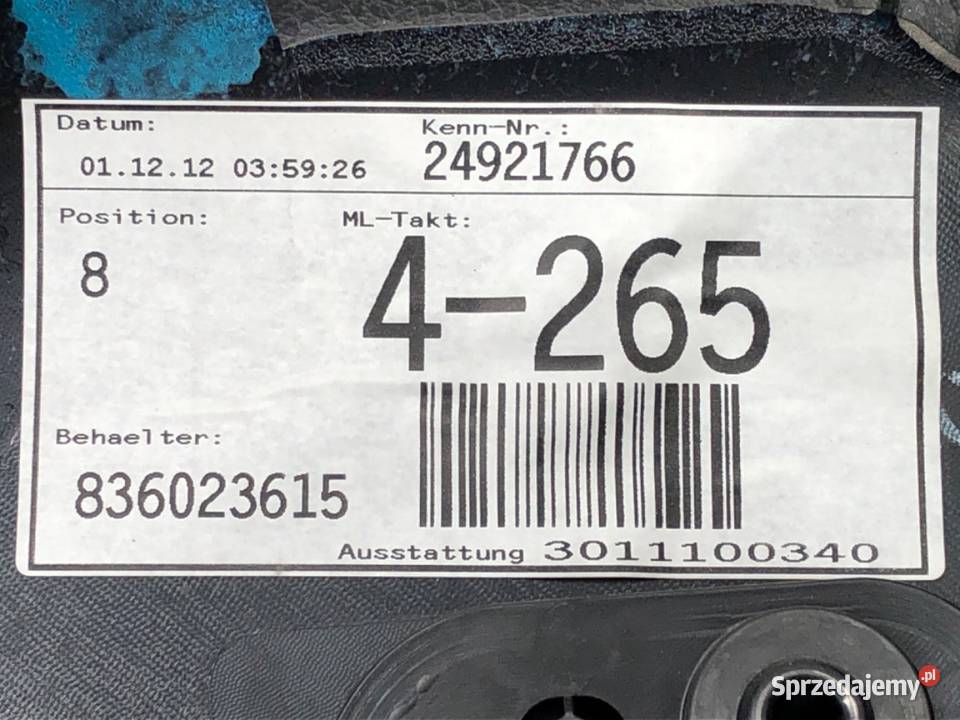 Datum:
Kenn-Nr.:
01.12.12 03:59:26
24921766
Position:
ML-Takt:
8
4-265
Behaelter:
836023615
Ausstattung 3011100340
Sprzedajemy.pl